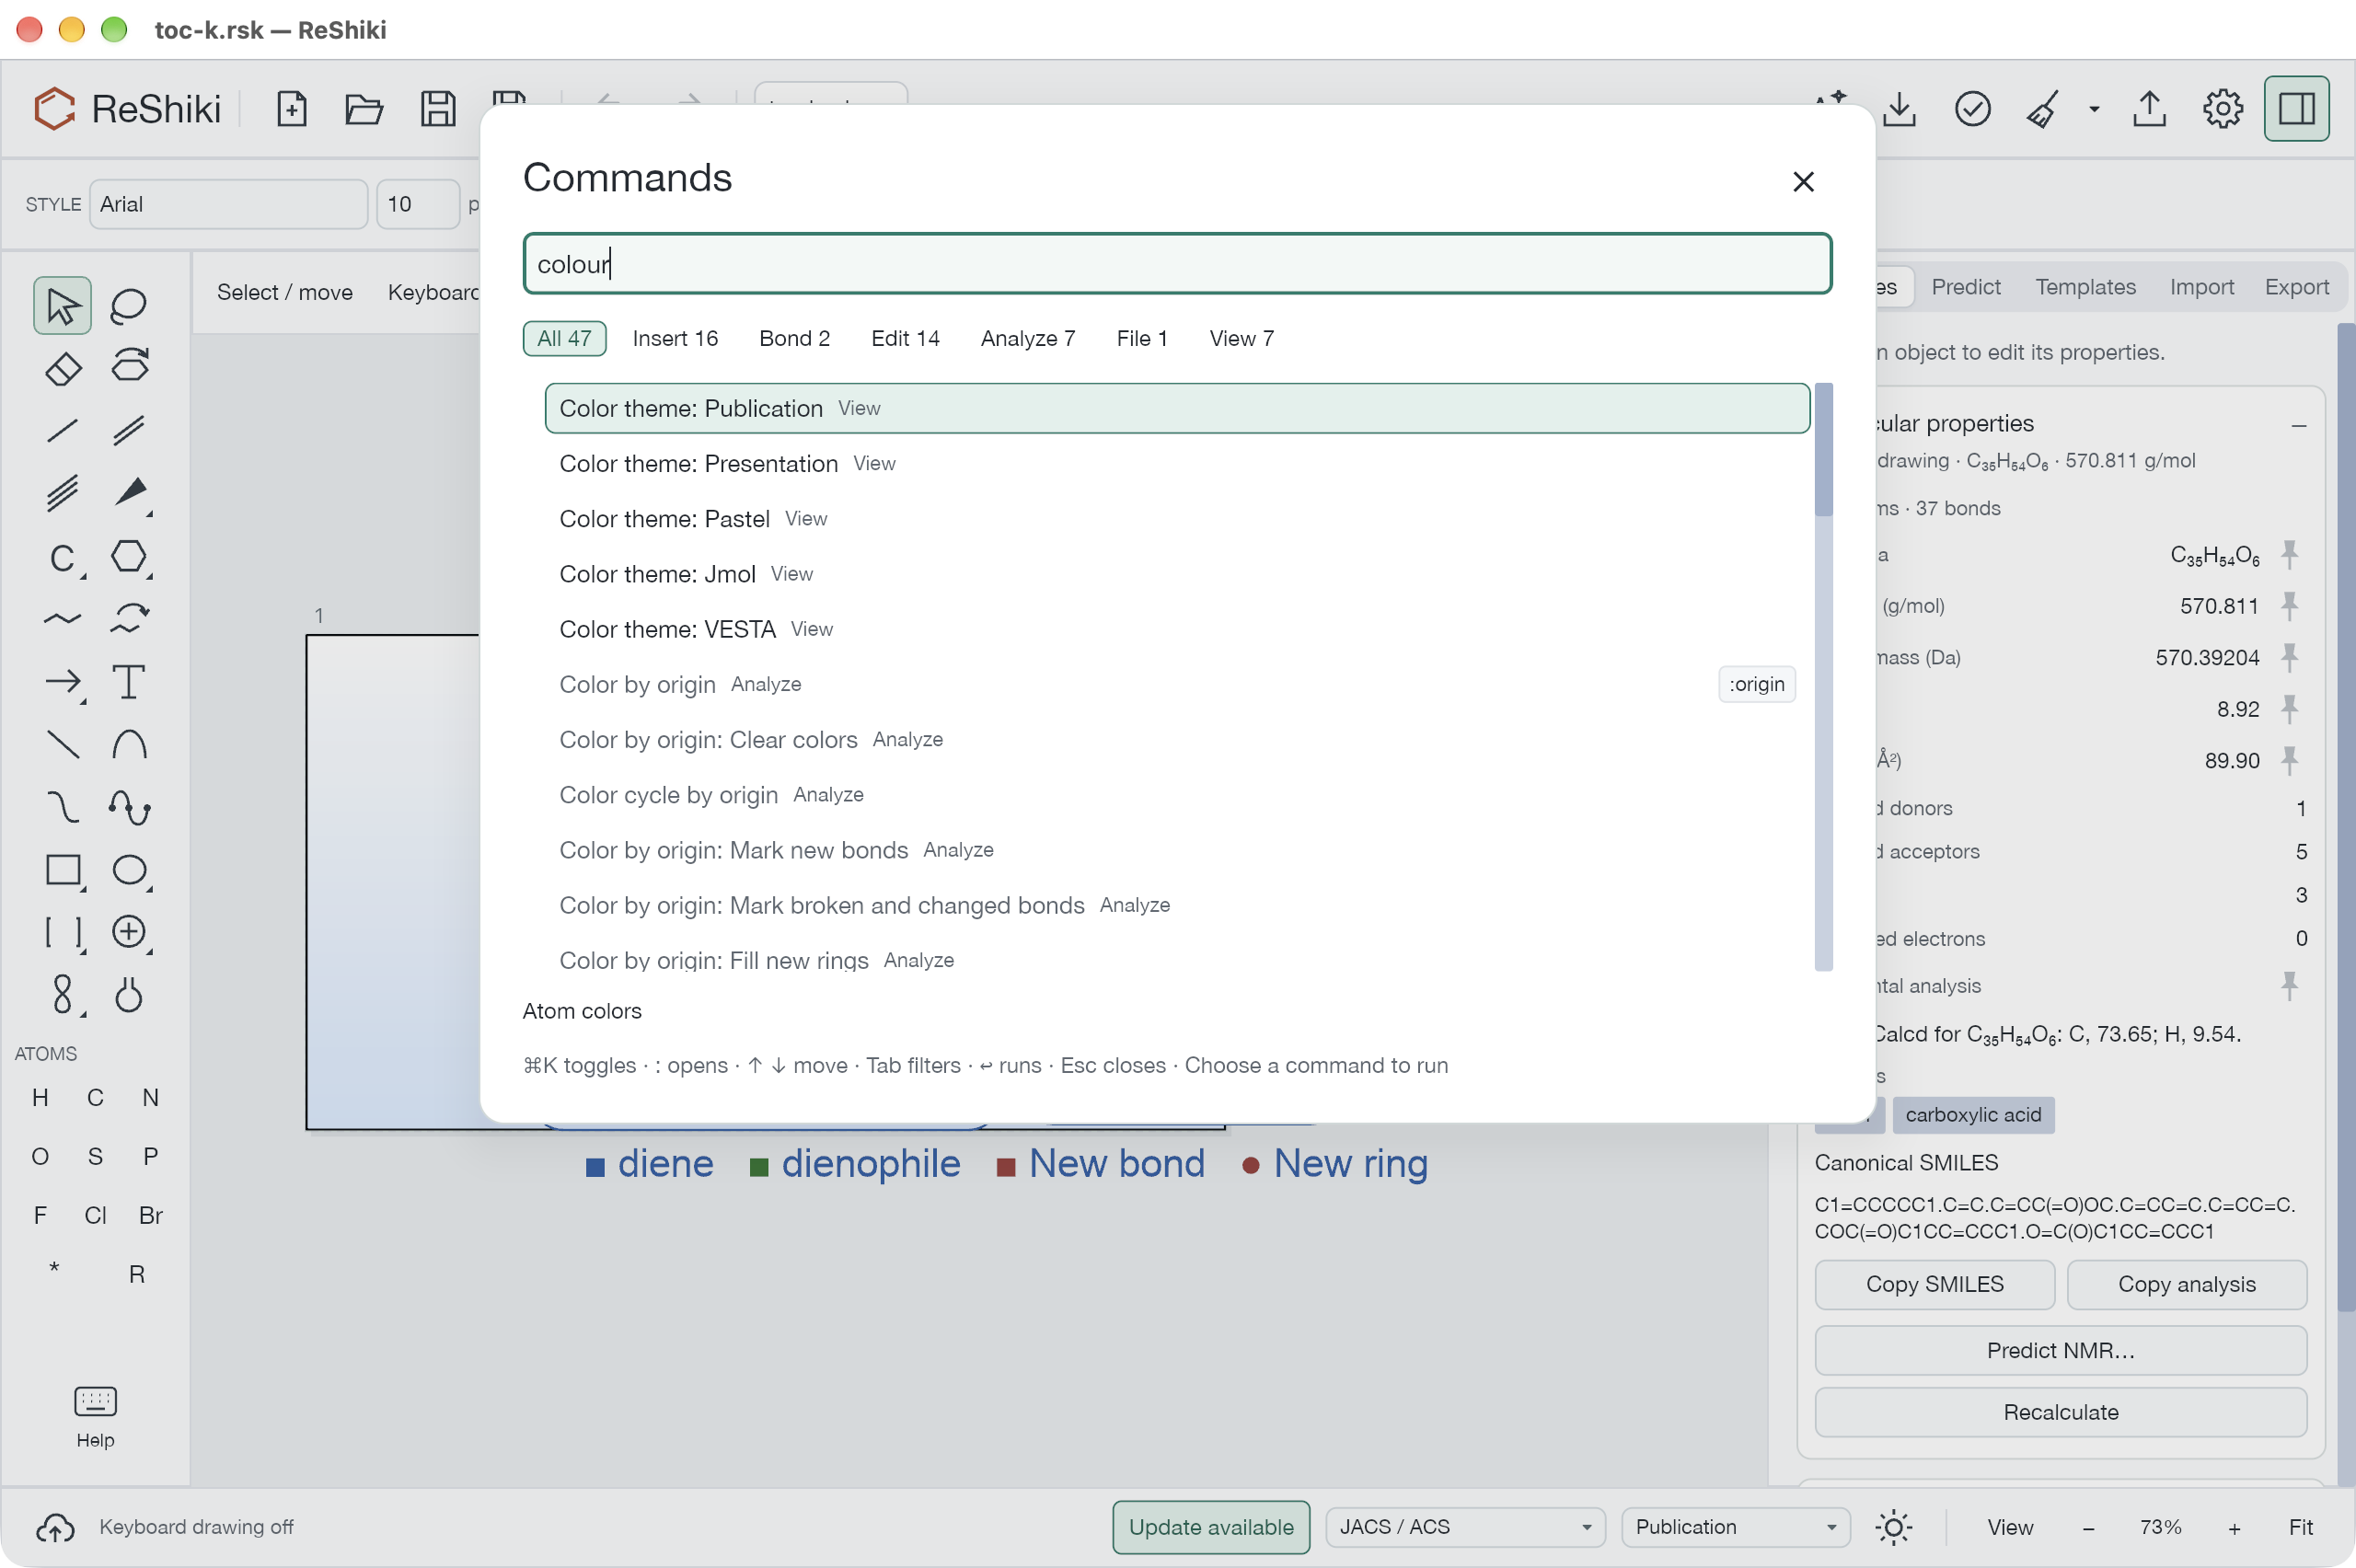 toc-k.rsk — ReShiki
ReShiki
STYLE Arial 10
Commands
colour
All 47 Insert 16 Bond 2 Edit 14 Analyze 7 File 1 View 7
Color theme: Publication View
Color theme: Presentation View
Color theme: Pastel View
Color theme: Jmol View
Color theme: VESTA View
Color by origin Analyze :origin
Color by origin: Clear colors Analyze
Color cycle by origin Analyze
Color by origin: Mark new bonds Analyze
Color by origin: Mark broken and changed bonds Analyze
Color by origin: Fill new rings Analyze
Atom colors
⌘K toggles · : opens · ↑ ↓ move · Tab filters · ↩ runs · Esc closes · Choose a command to run
Select / move
C
T
[ ]
ATOMS
H C N
O S P
F Cl Br
* R
Help
1
■ diene ■ dienophile ■ New bond ● New ring
Predict Templates Import Export
object to edit its properties.
properties
drawing · C₃₅H₅₄O₆ · 570.811 g/mol
· 37 bonds
C₃₅H₅₄O₆
(g/mol) 570.811
mass (Da) 570.39204
8.92
Å²) 89.90
donors 1
acceptors 5
3
electrons 0
analysis
Calcd for C₃₅H₅₄O₆: C, 73.65; H, 9.54.
carboxylic acid
Canonical SMILES
C1=CCCCC1.C=C.C=CC(=O)OC.C=CC=C.C=CC=C.
COC(=O)C1CC=CCC1.O=C(O)C1CC=CCC1
Copy SMILES Copy analysis
Predict NMR...
Recalculate
Keyboard drawing off
Update available JACS / ACS Publication View − 73% + Fit